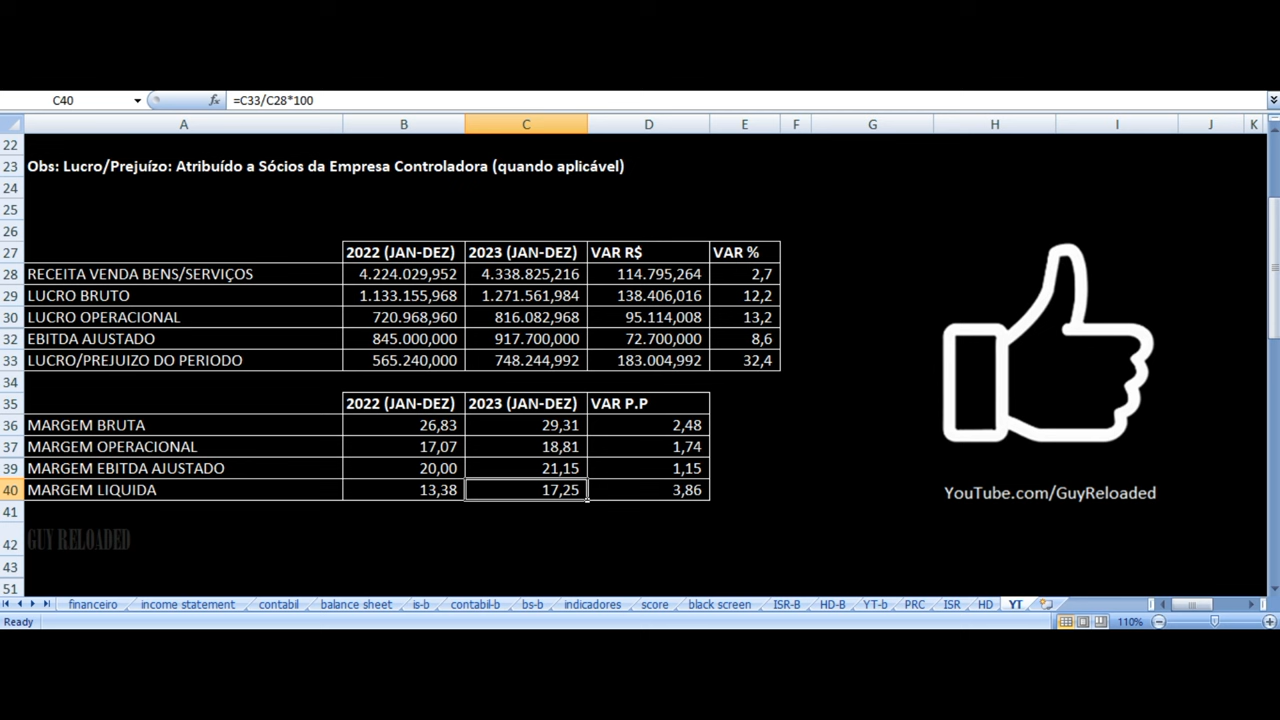 C40 fx =C33/C28*100
A B C D E F G H I J K
22
23 Obs: Lucro/Prejuízo: Atribuído a Sócios da Empresa Controladora (quando aplicável)
24
25
26
27 2022 (JAN-DEZ) 2023 (JAN-DEZ) VAR R$ VAR %
28 RECEITA VENDA BENS/SERVIÇOS 4.224.029,952 4.338.825,216 114.795,264 2,7
29 LUCRO BRUTO 1.133.155,968 1.271.561,984 138.406,016 12,2
30 LUCRO OPERACIONAL 720.968,960 816.082,968 95.114,008 13,2
32 EBITDA AJUSTADO 845.000,000 917.700,000 72.700,000 8,6
33 LUCRO/PREJUIZO DO PERIODO 565.240,000 748.244,992 183.004,992 32,4
34
35 2022 (JAN-DEZ) 2023 (JAN-DEZ) VAR P.P
36 MARGEM BRUTA 26,83 29,31 2,48
37 MARGEM OPERACIONAL 17,07 18,81 1,74
39 MARGEM EBITDA AJUSTADO 20,00 21,15 1,15
40 MARGEM LIQUIDA 13,38 17,25 3,86
YouTube.com/GuyReloaded
41
42 GUY RELOADED
43
51
financeiro income statement contabil balance sheet is-b contabil-b bs-b indicadores score black screen ISR-B HD-B YT-b PRC ISR HD YT
Ready 110%